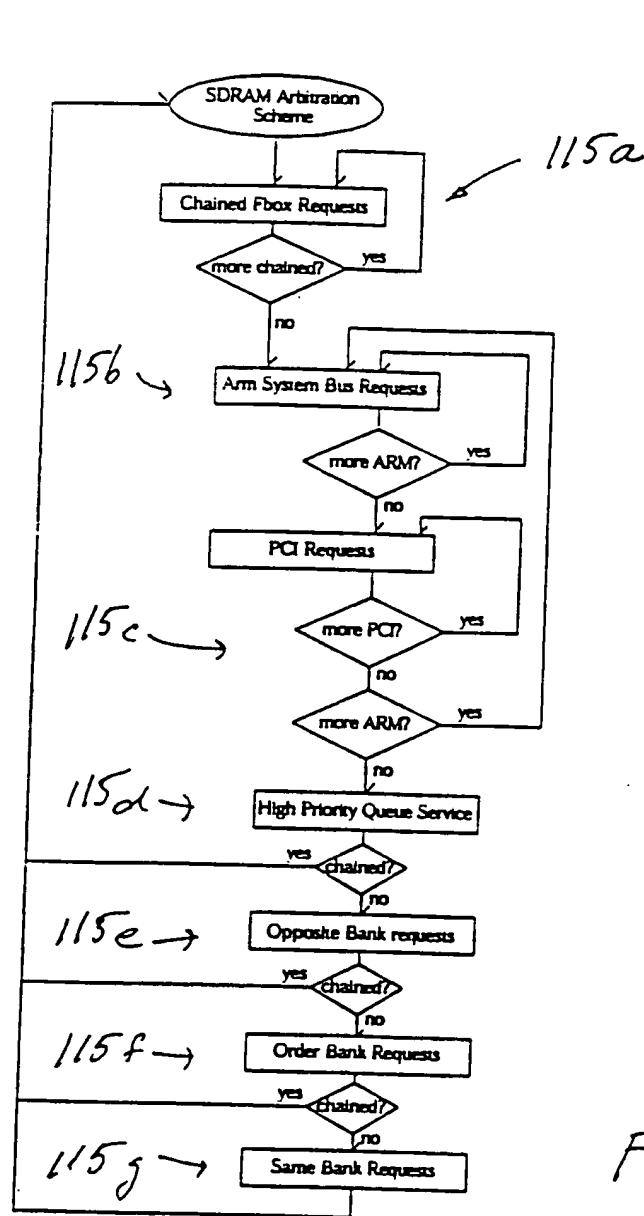 SDRAM Arbitration
Scheme
115a
Chained Fbox Requests
more chained?
yes
no
115b
Arm System Bus Requests
more ARM?
yes
no
PCI Requests
115c
more PCI?
yes
no
more ARM?
yes
no
115d
High Priority Queue Service
yes
chained?
no
115e
Opposite Bank requests
yes
chained?
no
115f
Order Bank Requests
yes
chained?
no
115g
Same Bank Requests
F